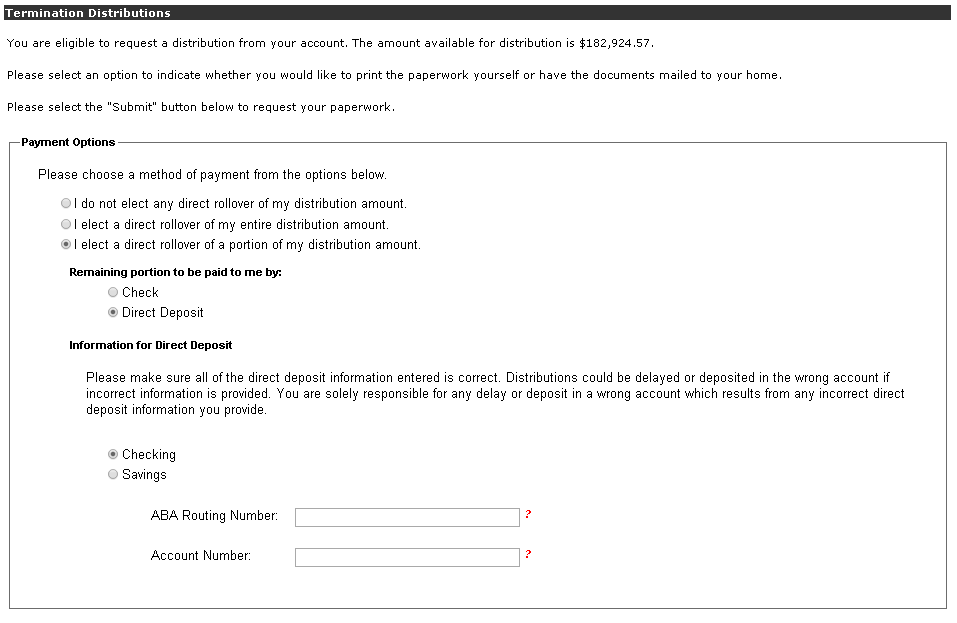 Termination Distributions
You are eligible to request a distribution from your account. The amount available for distribution is $182,924.57.
Please select an option to indicate whether you would like to print the paperwork yourself or have the documents mailed to your home.
Please select the "Submit" button below to request your paperwork.
Payment Options
Please choose a method of payment from the options below.
I do not elect any direct rollover of my distribution amount.
I elect a direct rollover of my entire distribution amount.
I elect a direct rollover of a portion of my distribution amount.
Remaining portion to be paid to me by:
Check
Direct Deposit
Information for Direct Deposit
Please make sure all of the direct deposit information entered is correct. Distributions could be delayed or deposited in the wrong account if
incorrect information is provided. You are solely responsible for any delay or deposit in a wrong account which results from any incorrect direct
deposit information you provide.
Checking
Savings
ABA Routing Number: ?
Account Number: ?